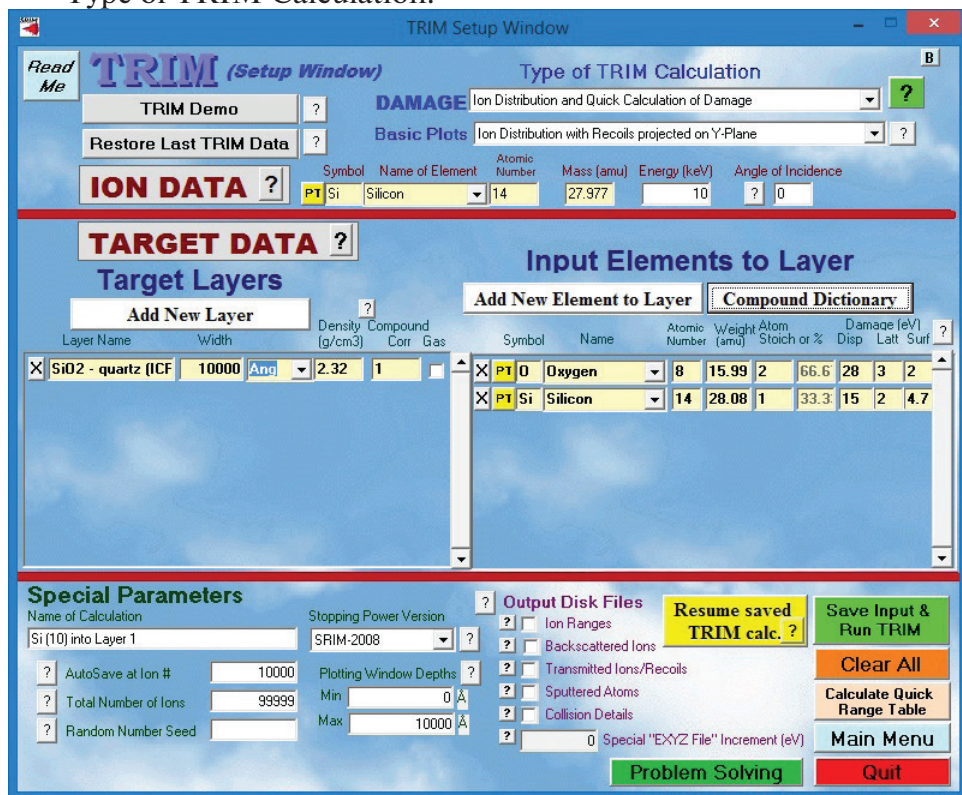 Type of TRIM Calculation.
SRIM
TRIM Setup Window
Read Me
TRIM (Setup Window)
Type of TRIM Calculation
B
TRIM Demo ?
DAMAGE Ion Distribution and Quick Calculation of Damage ?
Restore Last TRIM Data ?
Basic Plots Ion Distribution with Recoils projected on Y-Plane ?
ION DATA ?
Symbol Name of Element Atomic Number Mass (amu) Energy (keV) Angle of Incidence
PT Si Silicon 14 27.977 10 ? 0
TARGET DATA ?
Target Layers
Input Elements to Layer
Add New Layer
Add New Element to Layer Compound Dictionary
Layer Name Width Density (g/cm3) ? Compound Corr Gas
Symbol Name Atomic Number Weight (amu) Atom Stoich or % Damage (eV) Disp Latt Surf ?
X SiO2 - quartz (ICF 10000 Ang 2.32 1
X PT O Oxygen 8 15.99 2 66.6 28 3 2
X PT Si Silicon 14 28.08 1 33.3 15 2 4.7
Special Parameters
Name of Calculation
Si (10) into Layer 1
Stopping Power Version
SRIM-2008 ?
? AutoSave at Ion # 10000
? Total Number of Ions 99999
? Random Number Seed
Plotting Window Depths ?
Min 0 Å
Max 10000 Å
? Output Disk Files
? Ion Ranges
? Backscattered Ions
? Transmitted Ions/Recoils
? Sputtered Atoms
? Collision Details
? 0 Special "EXYZ File" Increment (eV)
Resume saved TRIM calc. ?
Save Input & Run TRIM
Clear All
Calculate Quick Range Table
Main Menu
Problem Solving
Quit